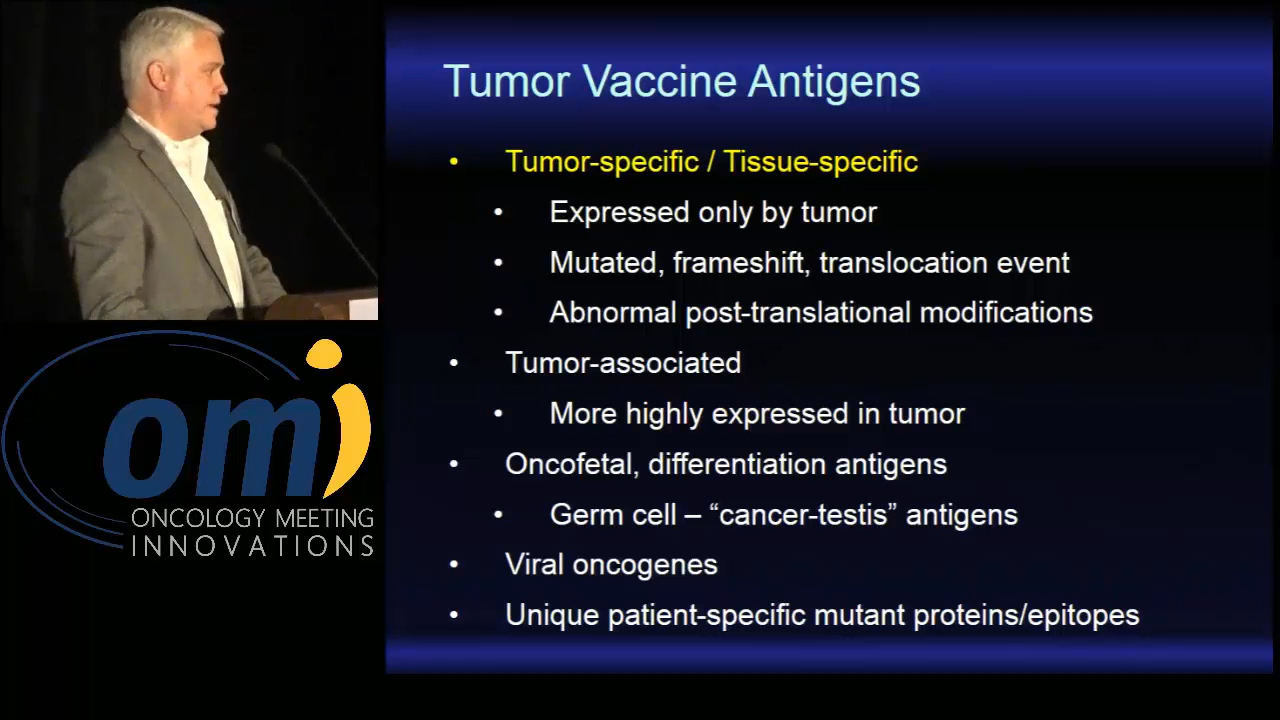 Tumor Vaccine Antigens
• Tumor-specific / Tissue-specific
• Expressed only by tumor
• Mutated, frameshift, translocation event
• Abnormal post-translational modifications
• Tumor-associated
• More highly expressed in tumor
• Oncofetal, differentiation antigens
• Germ cell – “cancer-testis” antigens
• Viral oncogenes
• Unique patient-specific mutant proteins/epitopes
omi
ONCOLOGY MEETING
INNOVATIONS